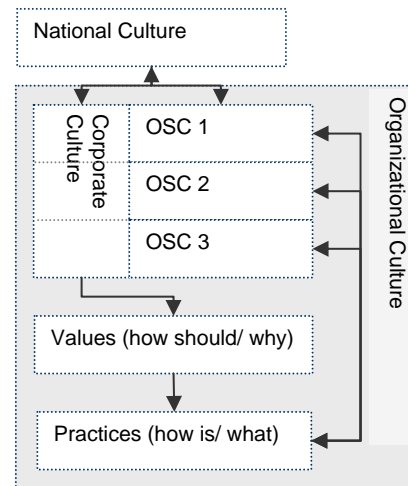 National Culture
Corporate
Culture
OSC 1
OSC 2
OSC 3
Organizational Culture
Values (how should/ why)
Practices (how is/ what)